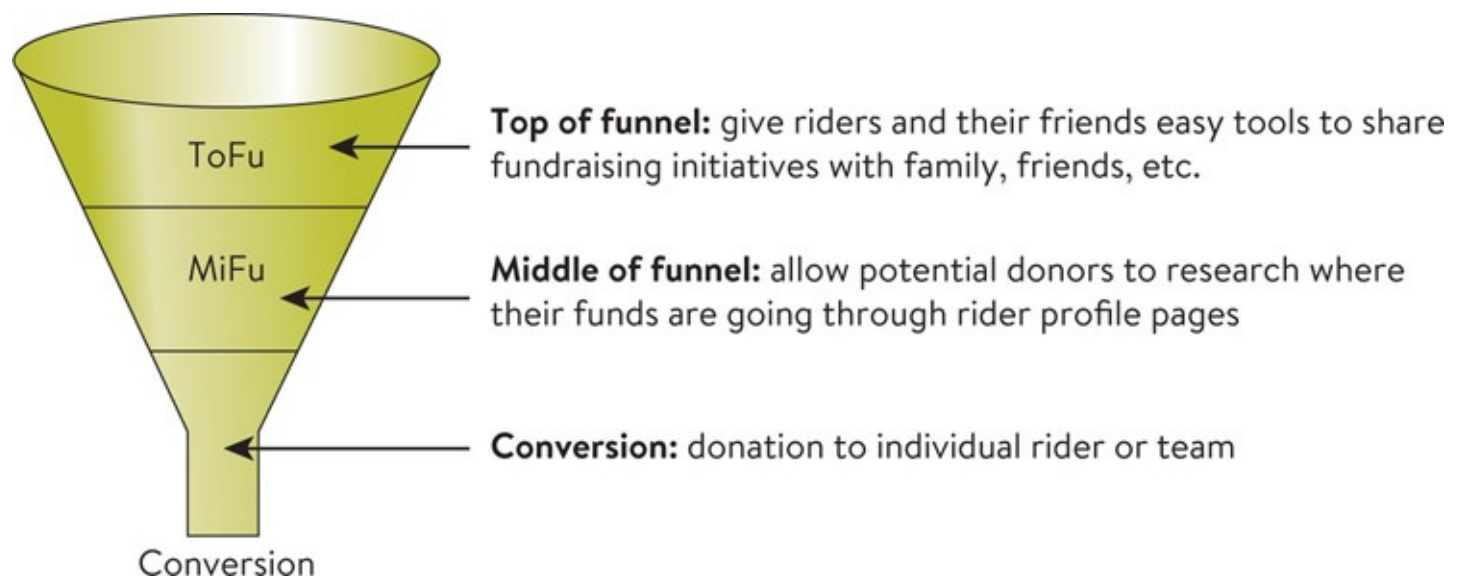 ToFu
Top of funnel: give riders and their friends easy tools to share
fundraising initiatives with family, friends, etc.
MiFu
Middle of funnel: allow potential donors to research where
their funds are going through rider profile pages
Conversion: donation to individual rider or team
Conversion